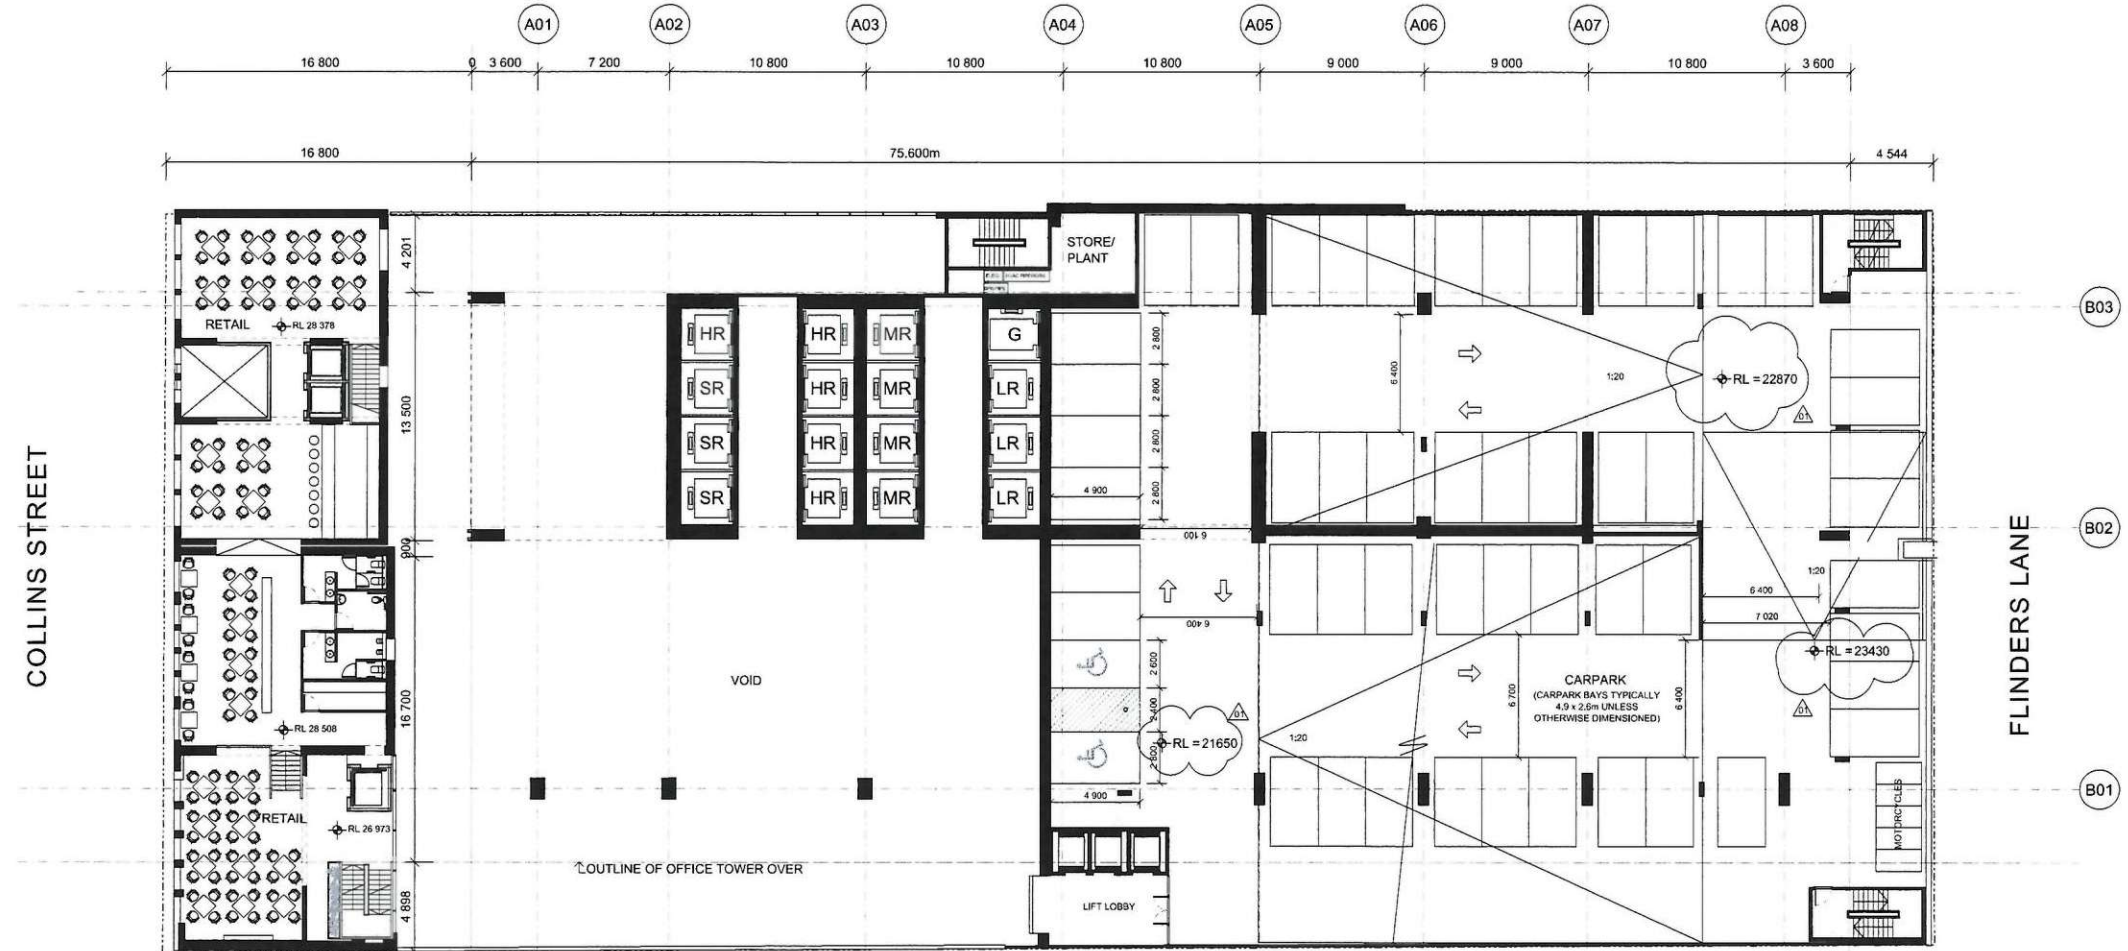 A01 A02 A03 A04 A05 A06 A07 A08
16 800 0 3 600 7 200 10 800 10 800 10 800 9 000 9 000 10 800 3 600
16 800 75.600m 4 544
COLLINS STREET
FLINDERS LANE
B03
B02
B01
4 201
13 500
900
16 700
4 898
RETAIL
RL 28 378
RL 28 508
RETAIL
RL 26 973
STORE/
PLANT
HR HR MR G
SR HR MR LR
SR HR MR LR
SR HR MR LR
VOID
OUTLINE OF OFFICE TOWER OVER
2 800
2 800
2 800
2 800
4 900
6 100
6 400
6 400
1:20
RL = 22870
01
2 600
2 400
2 800
4 900
01
RL = 21650
1:20
6 700
CARPARK
(CARPARK BAYS TYPICALLY
4.9 x 2.6m UNLESS
OTHERWISE DIMENSIONED)
6 400
1:20
6 400
7 020
RL = 23430
01
MOTORCYCLES
LIFT LOBBY